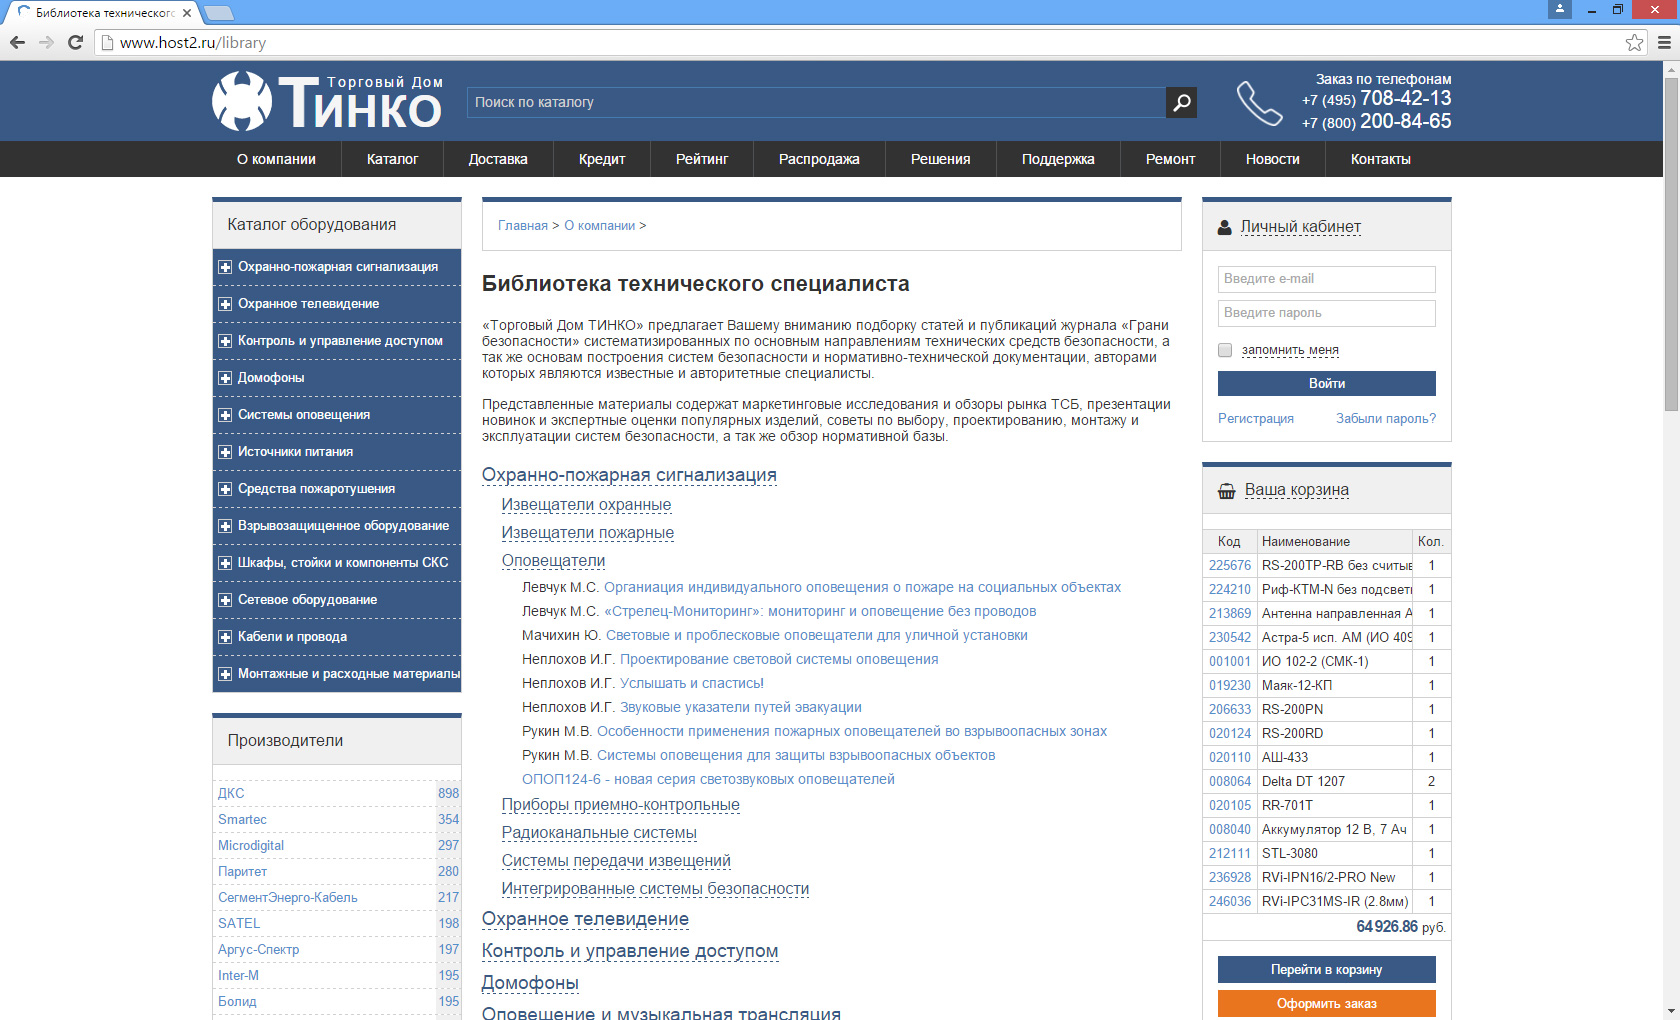 Библиотека техническог
www.host2.ru/library
Торговый Дом
Тинко
Поиск по каталогу
Заказ по телефонам
+7 (495) 708-42-13
+7 (800) 200-84-65
О компании Каталог Доставка Кредит Рейтинг Распродажа Решения Поддержка Ремонт Новости Контакты
Каталог оборудования
Охранно-пожарная сигнализация
Охранное телевидение
Контроль и управление доступом
Домофоны
Системы оповещения
Источники питания
Средства пожаротушения
Взрывозащищенное оборудование
Шкафы, стойки и компоненты СКС
Сетевое оборудование
Кабели и провода
Монтажные и расходные материалы
Производители
ДКС 898
Smartec 354
Microdigital 297
Паритет 280
СегментЭнерго-Кабель 217
SATEL 198
Аргус-Спектр 197
Inter-M 195
Болид 195
Главная > О компании >
Библиотека технического специалиста
«Торговый Дом ТИНКО» предлагает Вашему вниманию подборку статей и публикаций журнала «Грани
безопасности» систематизированных по основным направлениям технических средств безопасности, а
так же основам построения систем безопасности и нормативно-технической документации, авторами
которых являются известные и авторитетные специалисты.
Представленные материалы содержат маркетинговые исследования и обзоры рынка ТСБ, презентации
новинок и экспертные оценки популярных изделий, советы по выбору, проектированию, монтажу и
эксплуатации систем безопасности, а так же обзор нормативной базы.
Охранно-пожарная сигнализация
Извещатели охранные
Извещатели пожарные
Оповещатели
Левчук М.С. Органиация индивидуального оповещения о пожаре на социальных объектах
Левчук М.С. «Стрелец-Мониторинг»: мониторинг и оповещение без проводов
Мачихин Ю. Световые и проблесковые оповещатели для уличной установки
Неплохов И.Г. Проектирование световой системы оповещения
Неплохов И.Г. Услышать и спастись!
Неплохов И.Г. Звуковые указатели путей эвакуации
Рукин М.В. Особенности применения пожарных оповещателей во взрывоопасных зонах
Рукин М.В. Системы оповещения для защиты взрывоопасных объектов
ОПОП124-6 - новая серия светозвуковых оповещателей
Приборы приемно-контрольные
Радиоканальные системы
Системы передачи извещений
Интегрированные системы безопасности
Охранное телевидение
Контроль и управление доступом
Домофоны
Оповещение и музыкальная трансляция
Личный кабинет
Введите e-mail
Введите пароль
запомнить меня
Войти
Регистрация Забыли пароль?
Ваша корзина
Код Наименование Кол.
225676 RS-200TP-RB без считыв 1
224210 Риф-КТМ-N без подсветк 1
213869 Антенна направленная А 1
230542 Астра-5 исп. АМ (ИО 409 1
001001 ИО 102-2 (СМК-1) 1
019230 Маяк-12-КП 1
206633 RS-200PN 1
020124 RS-200RD 1
020110 АШ-433 1
008064 Delta DT 1207 2
020105 RR-701T 1
008040 Аккумулятор 12 В, 7 Ач 1
212111 STL-3080 1
236928 RVi-IPN16/2-PRO New 1
246036 RVi-IPC31MS-IR (2.8мм) 1
64 926.86 руб.
Перейти в корзину
Оформить заказ